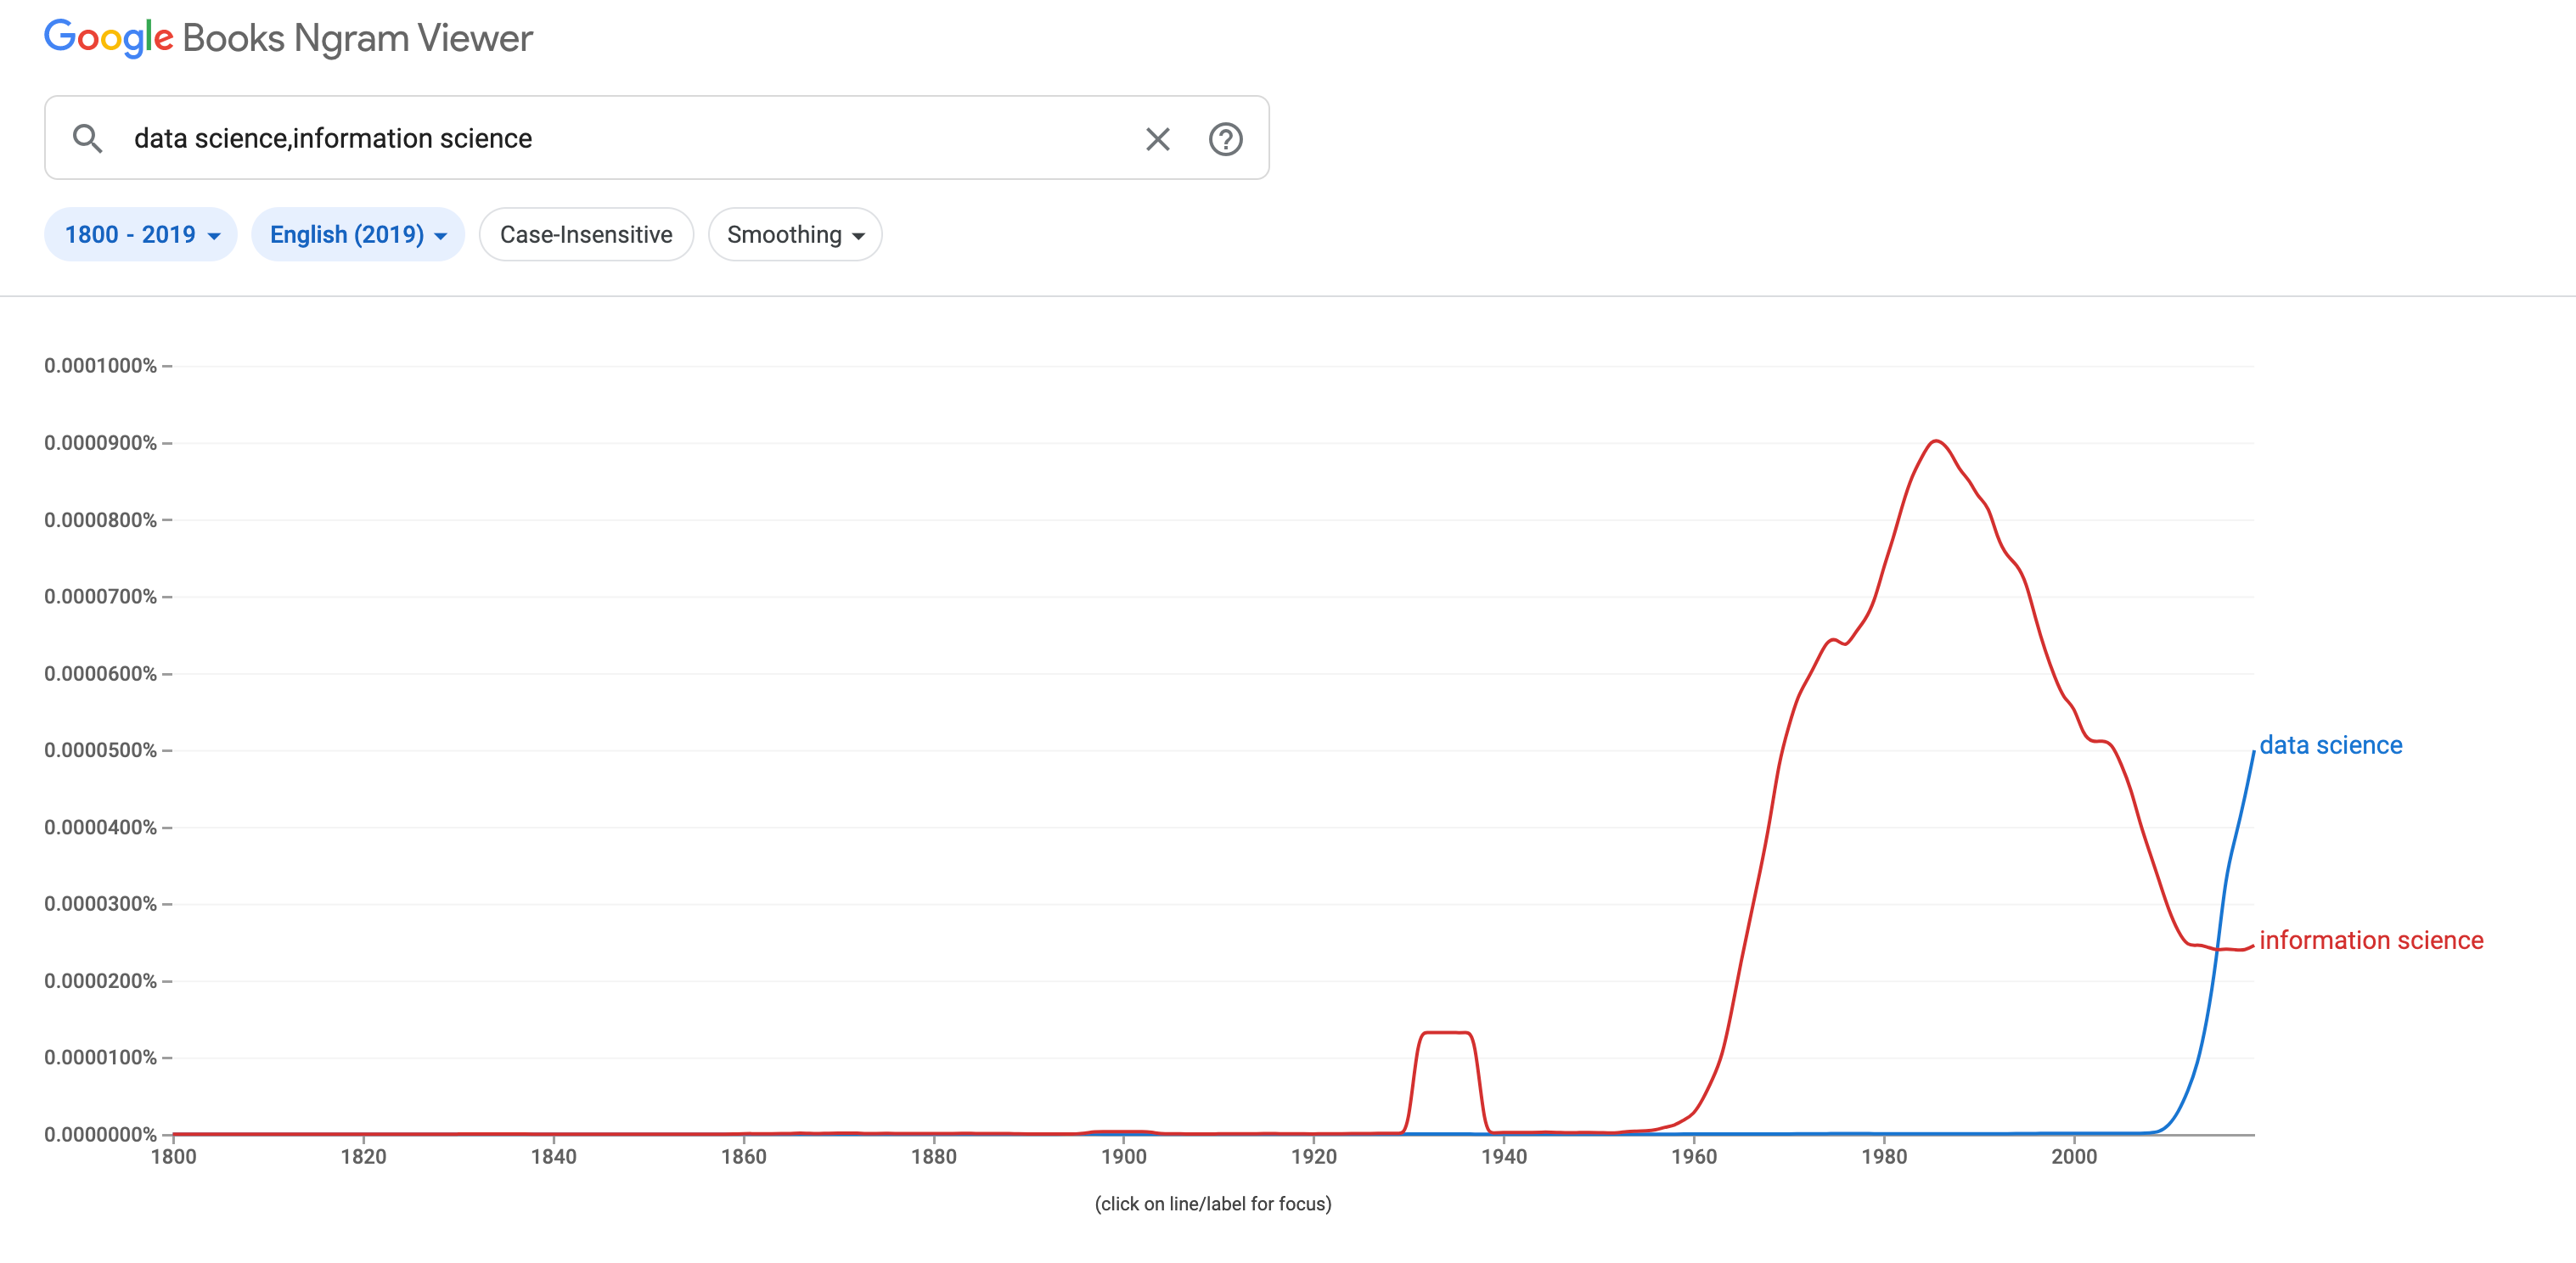 Google Books Ngram Viewer
data science,information science
1800 - 2019 English (2019) Case-Insensitive Smoothing
0.0001000%
0.0000900%
0.0000800%
0.0000700%
0.0000600%
0.0000500%
data science
0.0000400%
0.0000300%
information science
0.0000200%
0.0000100%
0.0000000%
1800 1820 1840 1860 1880 1900 1920 1940 1960 1980 2000
(click on line/label for focus)